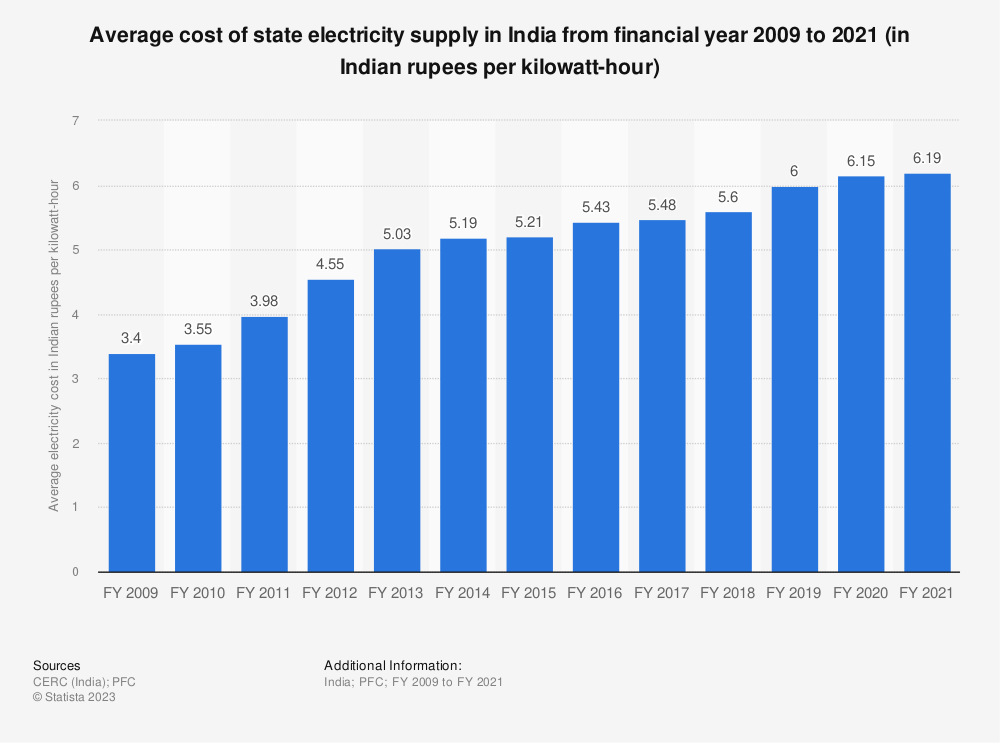 Average cost of state electricity supply in India from financial year 2009 to 2021 (in
Indian rupees per kilowatt-hour)
Average electricity cost in Indian rupees per kilowatt-hour
7
6
5
4
3
2
1
0
3.4
3.55
3.98
4.55
5.03
5.19
5.21
5.43
5.48
5.6
6
6.15
6.19
FY 2009
FY 2010
FY 2011
FY 2012
FY 2013
FY 2014
FY 2015
FY 2016
FY 2017
FY 2018
FY 2019
FY 2020
FY 2021
Sources
CERC (India); PFC
© Statista 2023
Additional Information:
India; PFC; FY 2009 to FY 2021